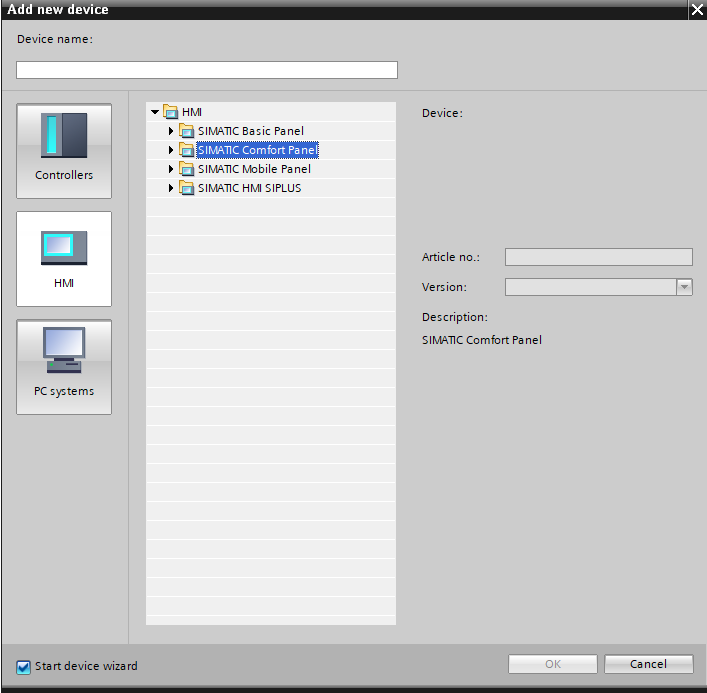 Add new device
Device name:
Controllers
HMI
PC systems
HMI
SIMATIC Basic Panel
SIMATIC Comfort Panel
SIMATIC Mobile Panel
SIMATIC HMI SIPLUS
Device:
Article no.:
Version:
Description:
SIMATIC Comfort Panel
Start device wizard
OK
Cancel